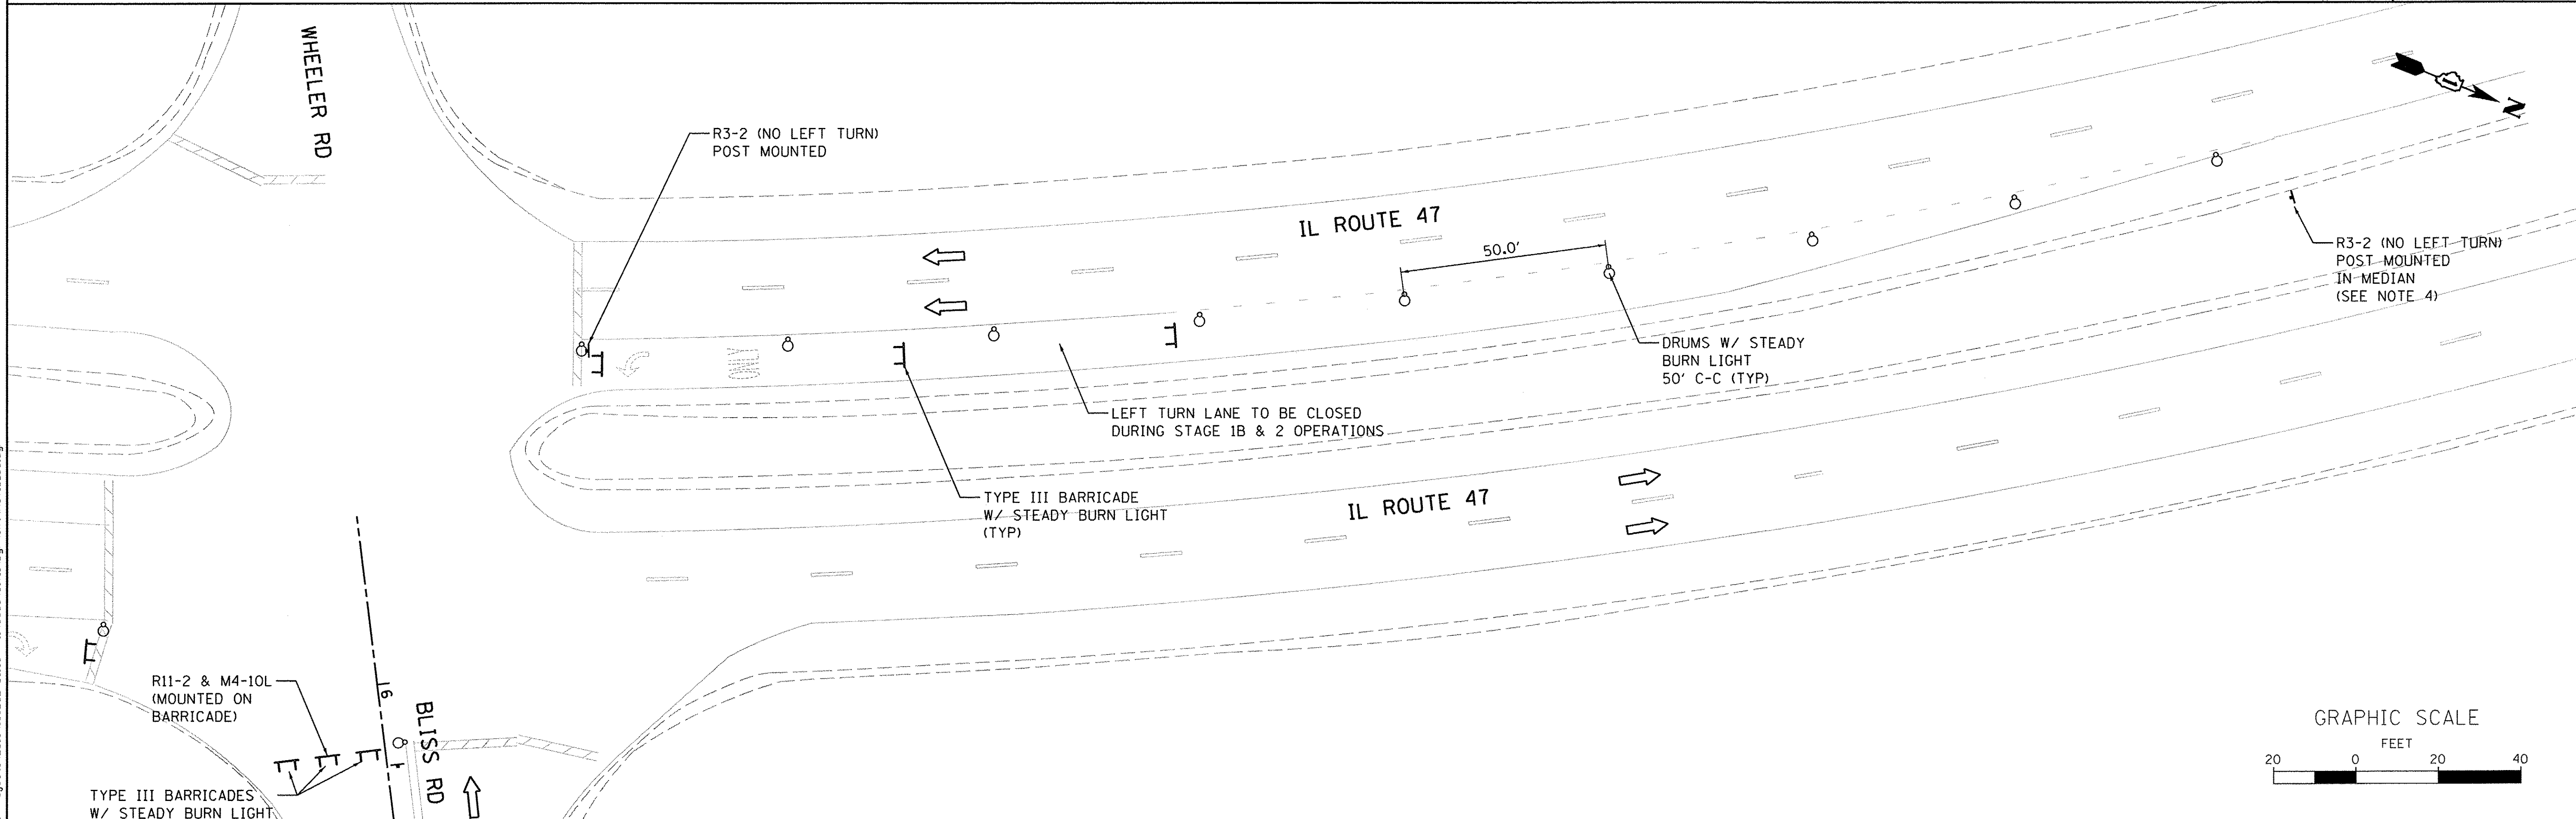 WHEELER RD
R3-2 (NO LEFT TURN)
POST MOUNTED
IL ROUTE 47
50.0'
N
R3-2 (NO LEFT TURN)
POST MOUNTED
IN MEDIAN
(SEE NOTE 4)
DRUMS W/ STEADY
BURN LIGHT
50' C-C (TYP)
ONLY
LEFT TURN LANE TO BE CLOSED
DURING STAGE 1B & 2 OPERATIONS
TYPE III BARRICADE
W/ STEADY BURN LIGHT
(TYP)
IL ROUTE 47
R11-2 & M4-10L
(MOUNTED ON
BARRICADE)
BLISS RD
TYPE III BARRICADES
W/ STEADY BURN LIGHT
GRAPHIC SCALE
FEET
20 0 20 40